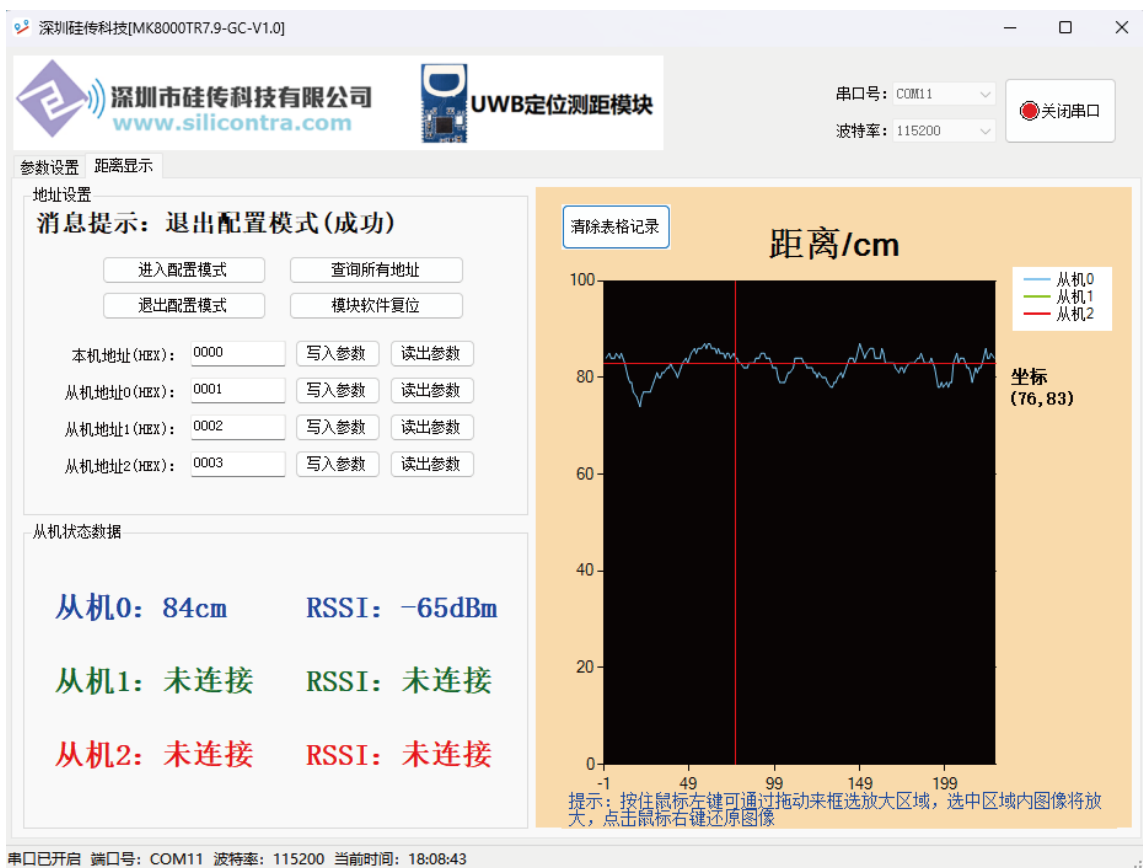 深圳硅传科技[MK8000TR7.9-GC-V1.0]
深圳市硅传科技有限公司
www.silicontra.com
UWB定位测距模块
串口号： COM11
波特率： 115200
关闭串口
参数设置 距离显示
地址设置
消息提示：退出配置模式(成功)
进入配置模式 查询所有地址
退出配置模式 模块软件复位
本机地址(HEX)： 0000 写入参数 读出参数
从机地址0(HEX)： 0001 写入参数 读出参数
从机地址1(HEX)： 0002 写入参数 读出参数
从机地址2(HEX)： 0003 写入参数 读出参数
从机状态数据
从机0：84cm RSSI：-65dBm
从机1：未连接 RSSI：未连接
从机2：未连接 RSSI：未连接
清除表格记录
距离/cm
100
80
60
40
20
0
-1 49 99 149 199
从机0
从机1
从机2
坐标
(76,83)
提示：按住鼠标左键可通过拖动来框选放大区域，选中区域内图像将放
大，点击鼠标右键还原图像
串口已开启 端口号：COM11 波特率：115200 当前时间：18:08:43